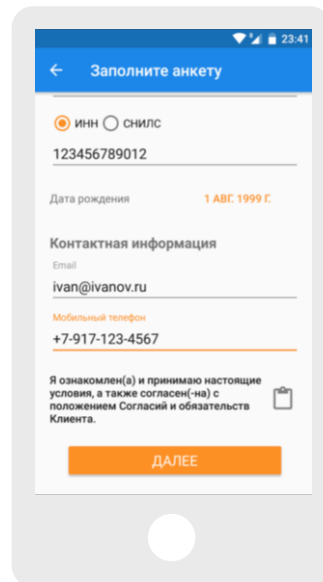 23:41
Заполните анкету
ИНН СНИЛС
123456789012
Дата рождения 1 АВГ. 1999 Г.
Контактная информация
Email
ivan@ivanov.ru
Мобильный телефон
+7-917-123-4567
Я ознакомлен(а) и принимаю настоящие
условия, а также согласен(-на) с
положением Согласий и обязательств
Клиента.
ДАЛЕЕ